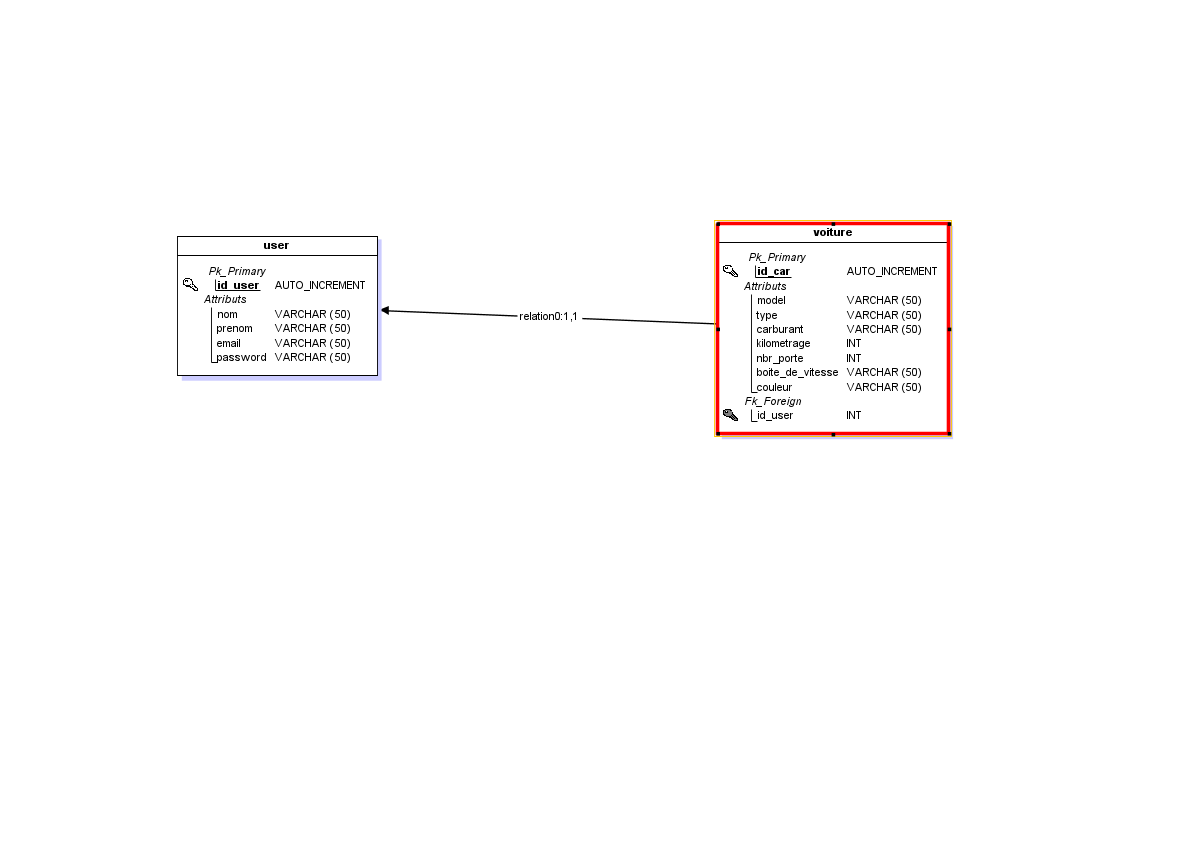 user
Pk_Primary
id_user AUTO_INCREMENT
Attributs
nom VARCHAR (50)
prenom VARCHAR (50)
email VARCHAR (50)
password VARCHAR (50)
relation0:1,1
voiture
Pk_Primary
id_car AUTO_INCREMENT
Attributs
model VARCHAR (50)
type VARCHAR (50)
carburant VARCHAR (50)
kilometrage INT
nbr_porte INT
boite_de_vitesse VARCHAR (50)
couleur VARCHAR (50)
Fk_Foreign
id_user INT